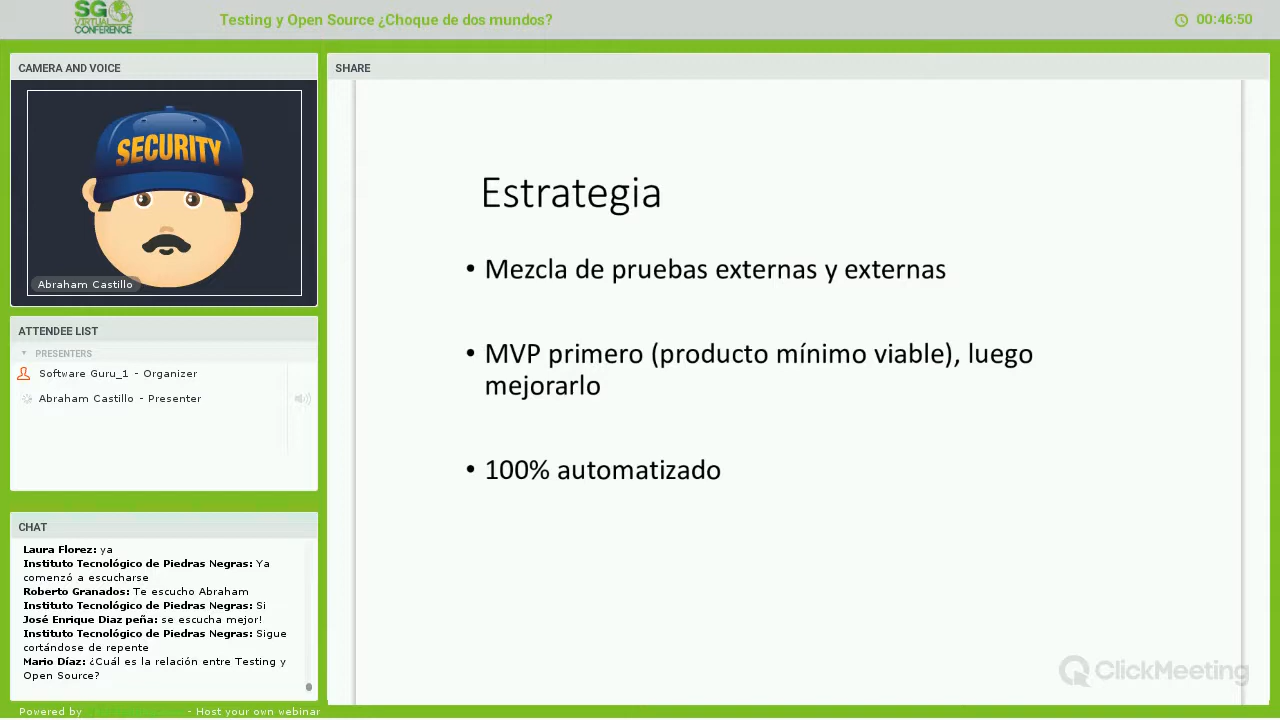 SG
VIRTUAL
CONFERENCE
Testing y Open Source ¿Choque de dos mundos?
00:46:50
CAMERA AND VOICE
SECURITY
Abraham Castillo
ATTENDEE LIST
PRESENTERS
Software Guru_1 - Organizer
Abraham Castillo - Presenter
CHAT
Laura Florez: ya
Instituto Tecnológico de Piedras Negras: Ya
comenzó a escucharse
Roberto Granados: Te escucho Abraham
Instituto Tecnológico de Piedras Negras: Si
José Enrique Diaz peña: se escucha mejor!
Instituto Tecnológico de Piedras Negras: Sigue
cortándose de repente
Mario Díaz: ¿Cuál es la relación entre Testing y
Open Source?
Powered by - Host your own webinar
SHARE
Estrategia
• Mezcla de pruebas externas y externas
• MVP primero (producto mínimo viable), luego
mejorarlo
• 100% automatizado
ClickMeeting